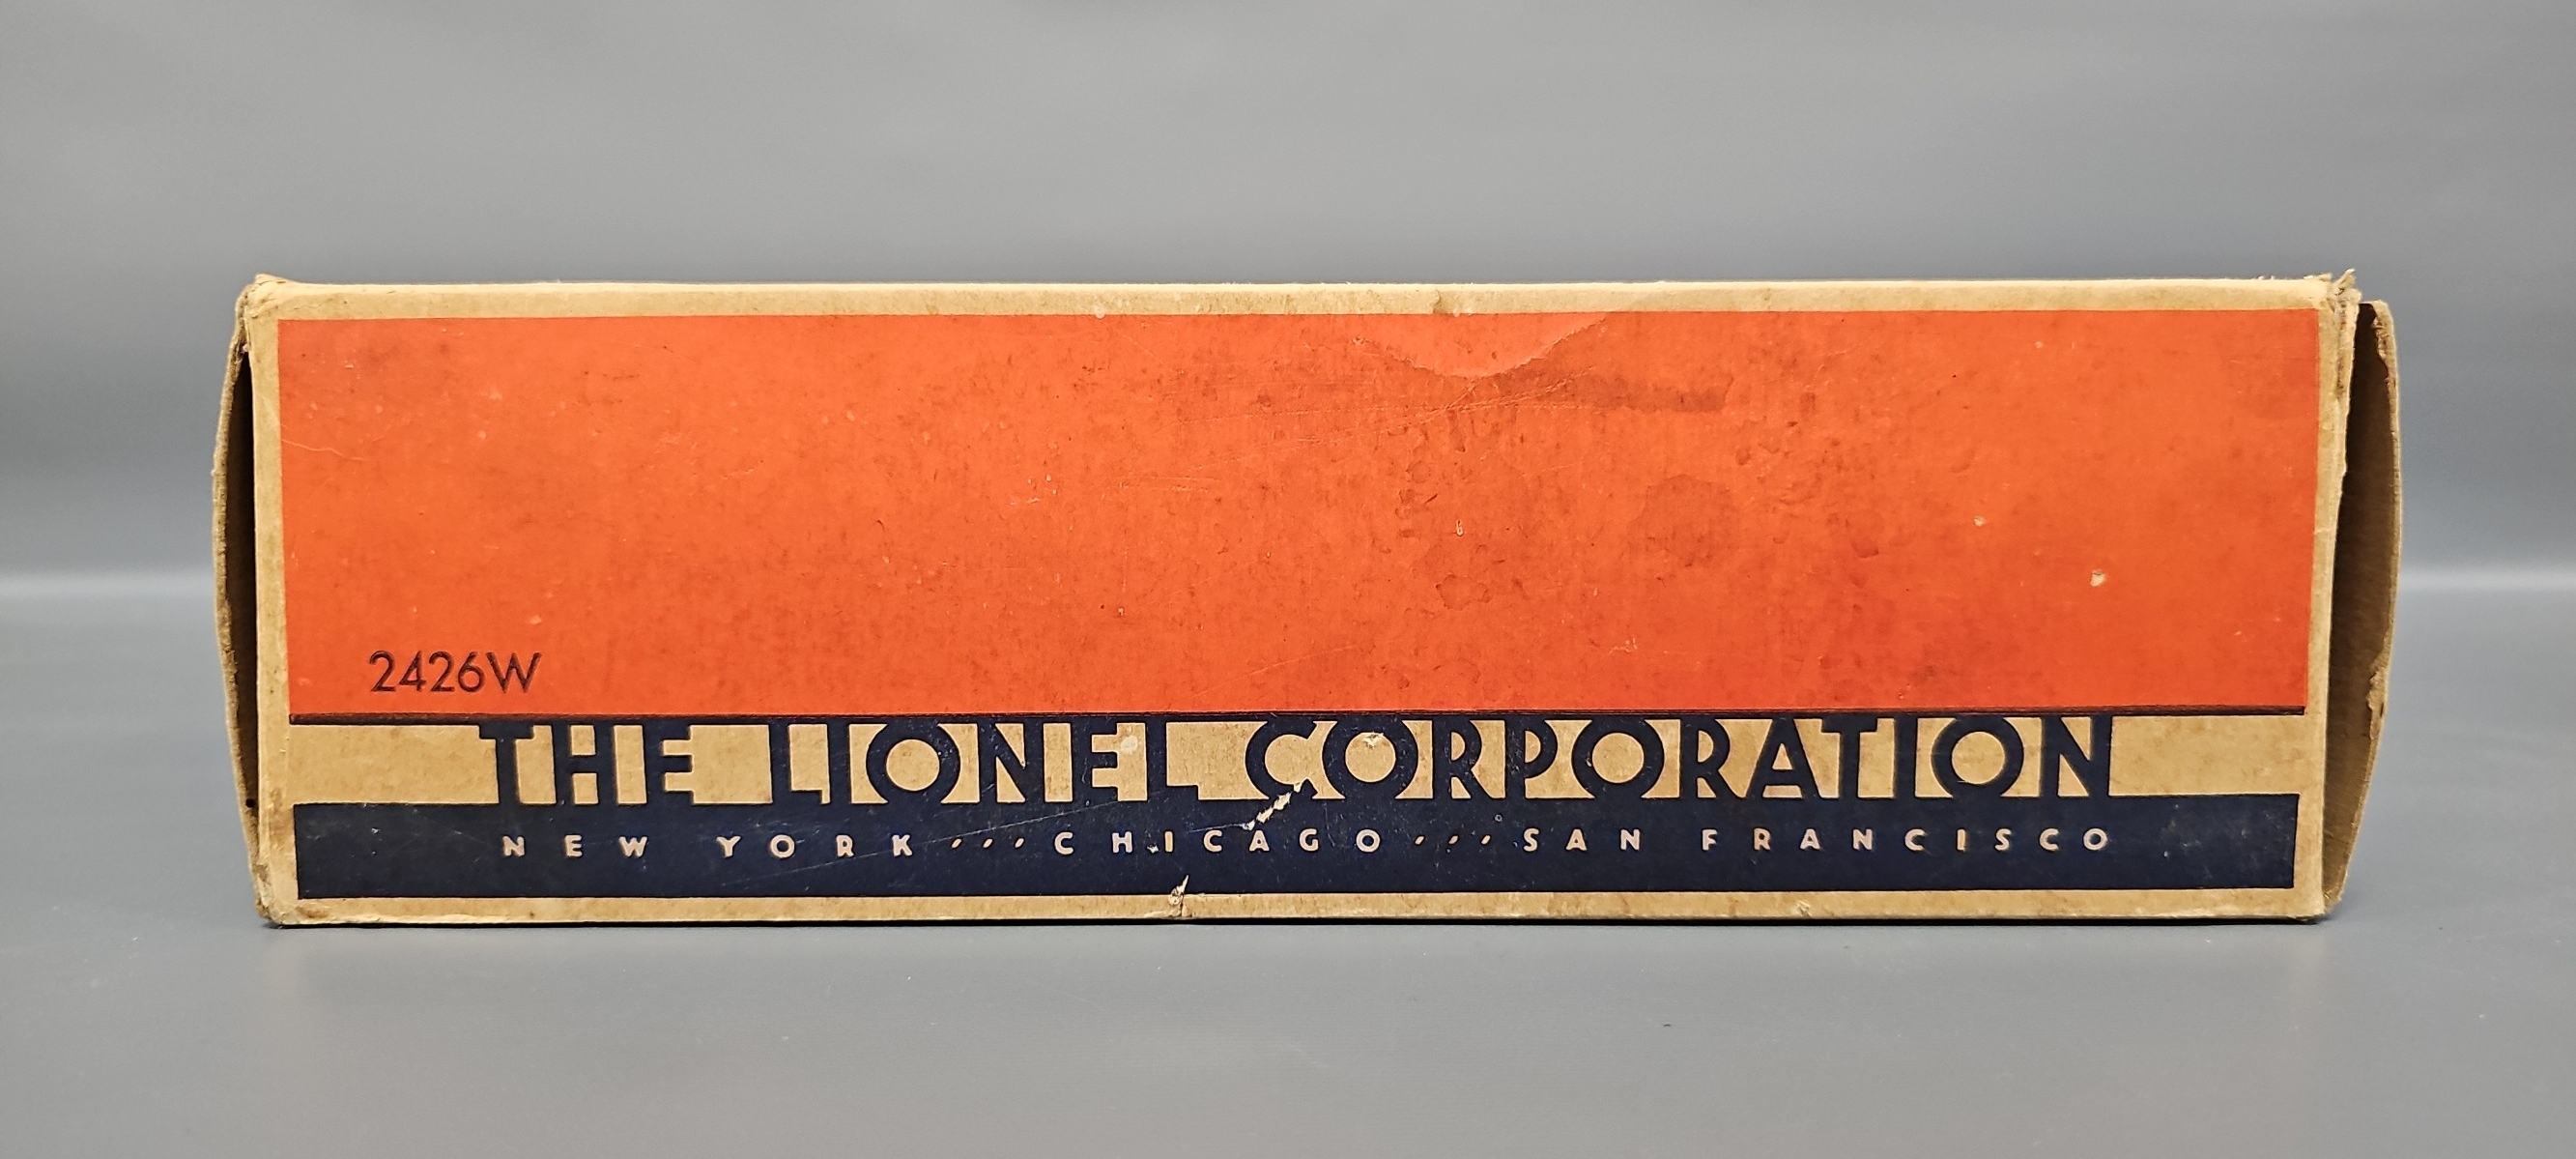 2426W
THE LIONEL CORPORATION
NEW YORK ··· CHICAGO ··· SAN FRANCISCO